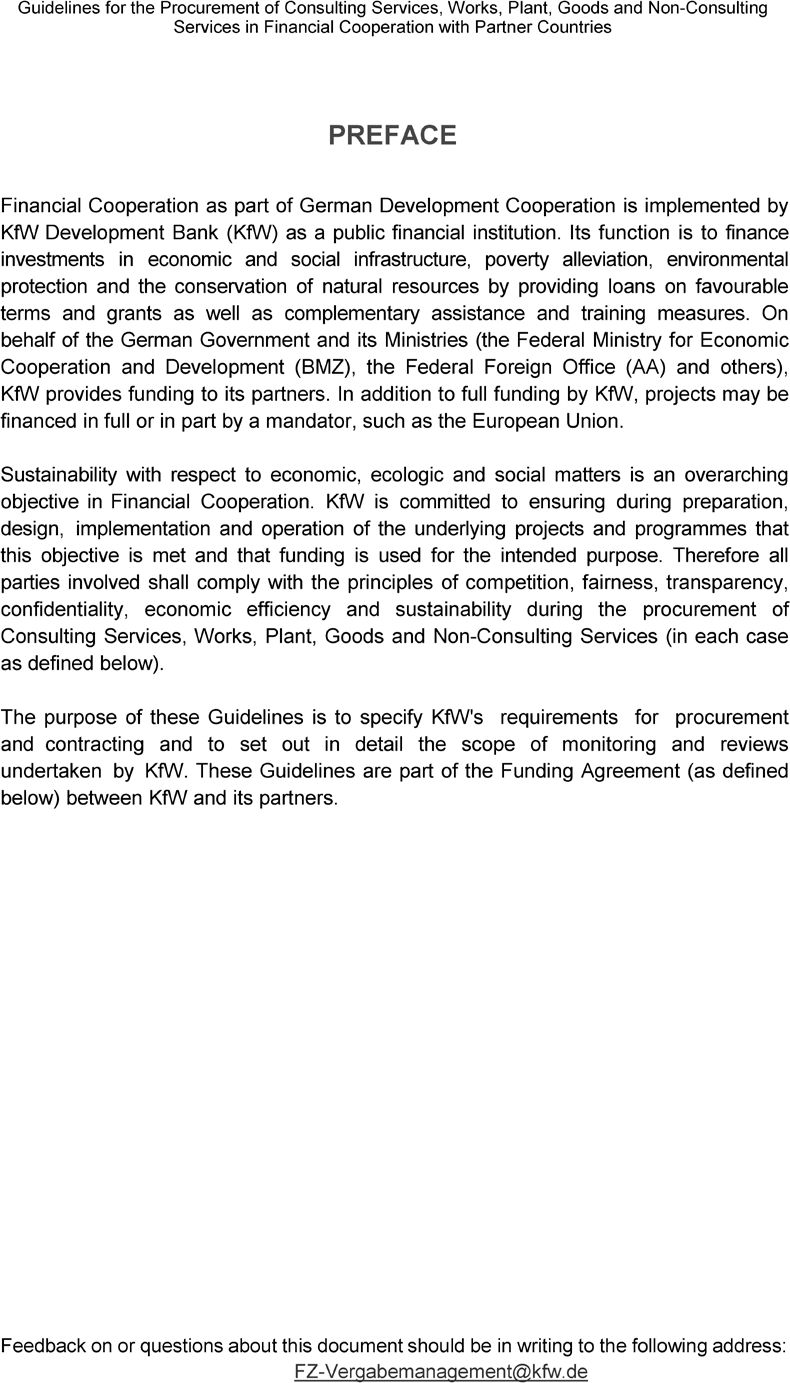 Guidelines for the Procurement of Consulting Services, Works, Plant, Goods and Non-Consulting
Services in Financial Cooperation with Partner Countries
PREFACE
Financial Cooperation as part of German Development Cooperation is implemented by
KfW Development Bank (KfW) as a public financial institution. Its function is to finance
investments in economic and social infrastructure, poverty alleviation, environmental
protection and the conservation of natural resources by providing loans on favourable
terms and grants as well as complementary assistance and training measures. On
behalf of the German Government and its Ministries (the Federal Ministry for Economic
Cooperation and Development (BMZ), the Federal Foreign Office (AA) and others),
KfW provides funding to its partners. In addition to full funding by KfW, projects may be
financed in full or in part by a mandator, such as the European Union.
Sustainability with respect to economic, ecologic and social matters is an overarching
objective in Financial Cooperation. KfW is committed to ensuring during preparation,
design, implementation and operation of the underlying projects and programmes that
this objective is met and that funding is used for the intended purpose. Therefore all
parties involved shall comply with the principles of competition, fairness, transparency,
confidentiality, economic efficiency and sustainability during the procurement of
Consulting Services, Works, Plant, Goods and Non-Consulting Services (in each case
as defined below).
The purpose of these Guidelines is to specify KfW's requirements for procurement
and contracting and to set out in detail the scope of monitoring and reviews
undertaken by KfW. These Guidelines are part of the Funding Agreement (as defined
below) between KfW and its partners.
Feedback on or questions about this document should be in writing to the following address:
FZ-Vergabemanagement@kfw.de